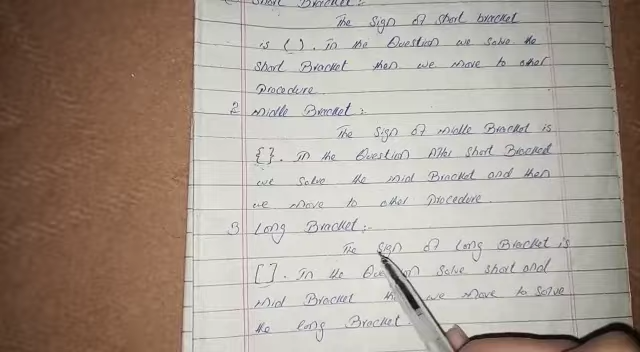 Short Bracket:
The Sign of Short bracket
is ( ). In the Question we solve the
Short Bracket then we move to other
Procedure.
2 Midle Bracket:
The Sign of Midle Bracket is
{ }. In the Question After Short Bracked
we solve the mid Bracket and then
we move to other Procedure.
3 Long Bracket:-
The Sign of Long Bracket is
[ ]. In the Question solve short and
Mid Bracket we move to solve
the long Bracket